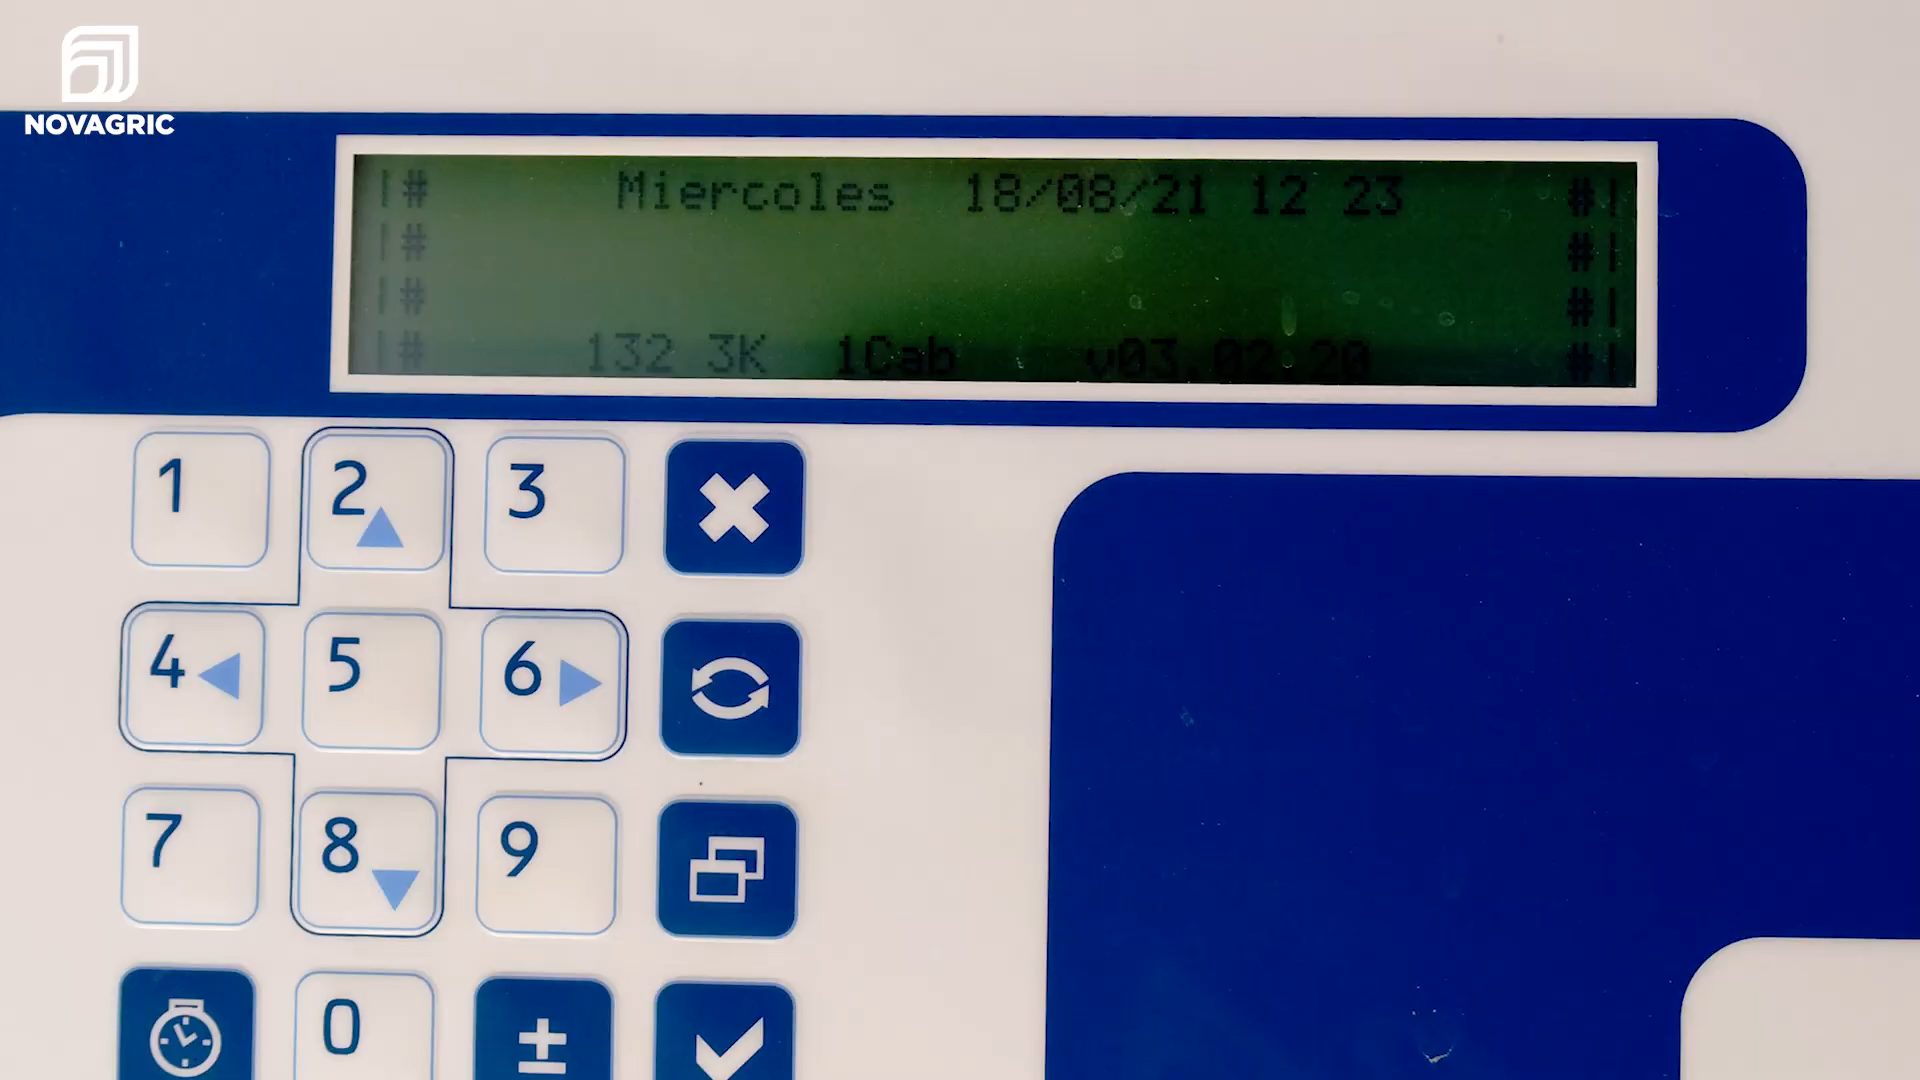 NOVAGRIC
|# Miercoles 18/08/21 12 23 #|
|# #|
|# #|
|# 132 3K 1Cab v03.02.20 #|
1 2 3
4 5 6
7 8 9
0 ±